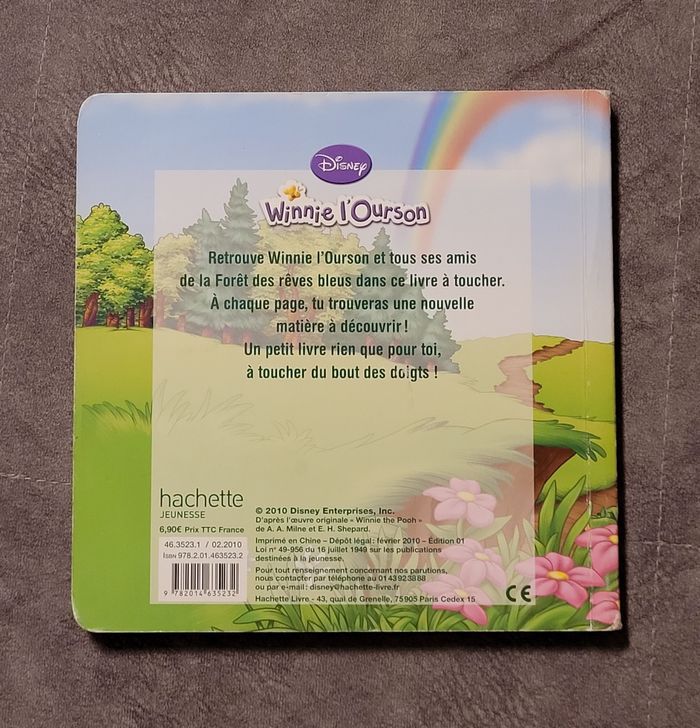 Disney
Winnie l'Ourson
Retrouve Winnie l'Ourson et tous ses amis
de la Forêt des rêves bleus dans ce livre à toucher.
À chaque page, tu trouveras une nouvelle
matière à découvrir !
Un petit livre rien que pour toi,
à toucher du bout des doigts !
hachette
JEUNESSE
6,90€ Prix TTC France
46.3523.1 / 02.2010
ISBN 978.2.01.463523.2
9 782014 635232
© 2010 Disney Enterprises, Inc.
D'après l'œuvre originale « Winnie the Pooh »
de A. A. Milne et E. H. Shepard.
Imprimé en Chine – Dépôt légal : février 2010 – Édition 01
Loi n° 49-956 du 16 juillet 1949 sur les publications
destinées à la jeunesse.
Pour tout renseignement concernant nos parutions,
nous contacter par téléphone au 01 43 92 38 88
ou par e-mail : disney@hachette-livre.fr
Hachette Livre - 43, quai de Grenelle, 75905 Paris Cedex 15
CE